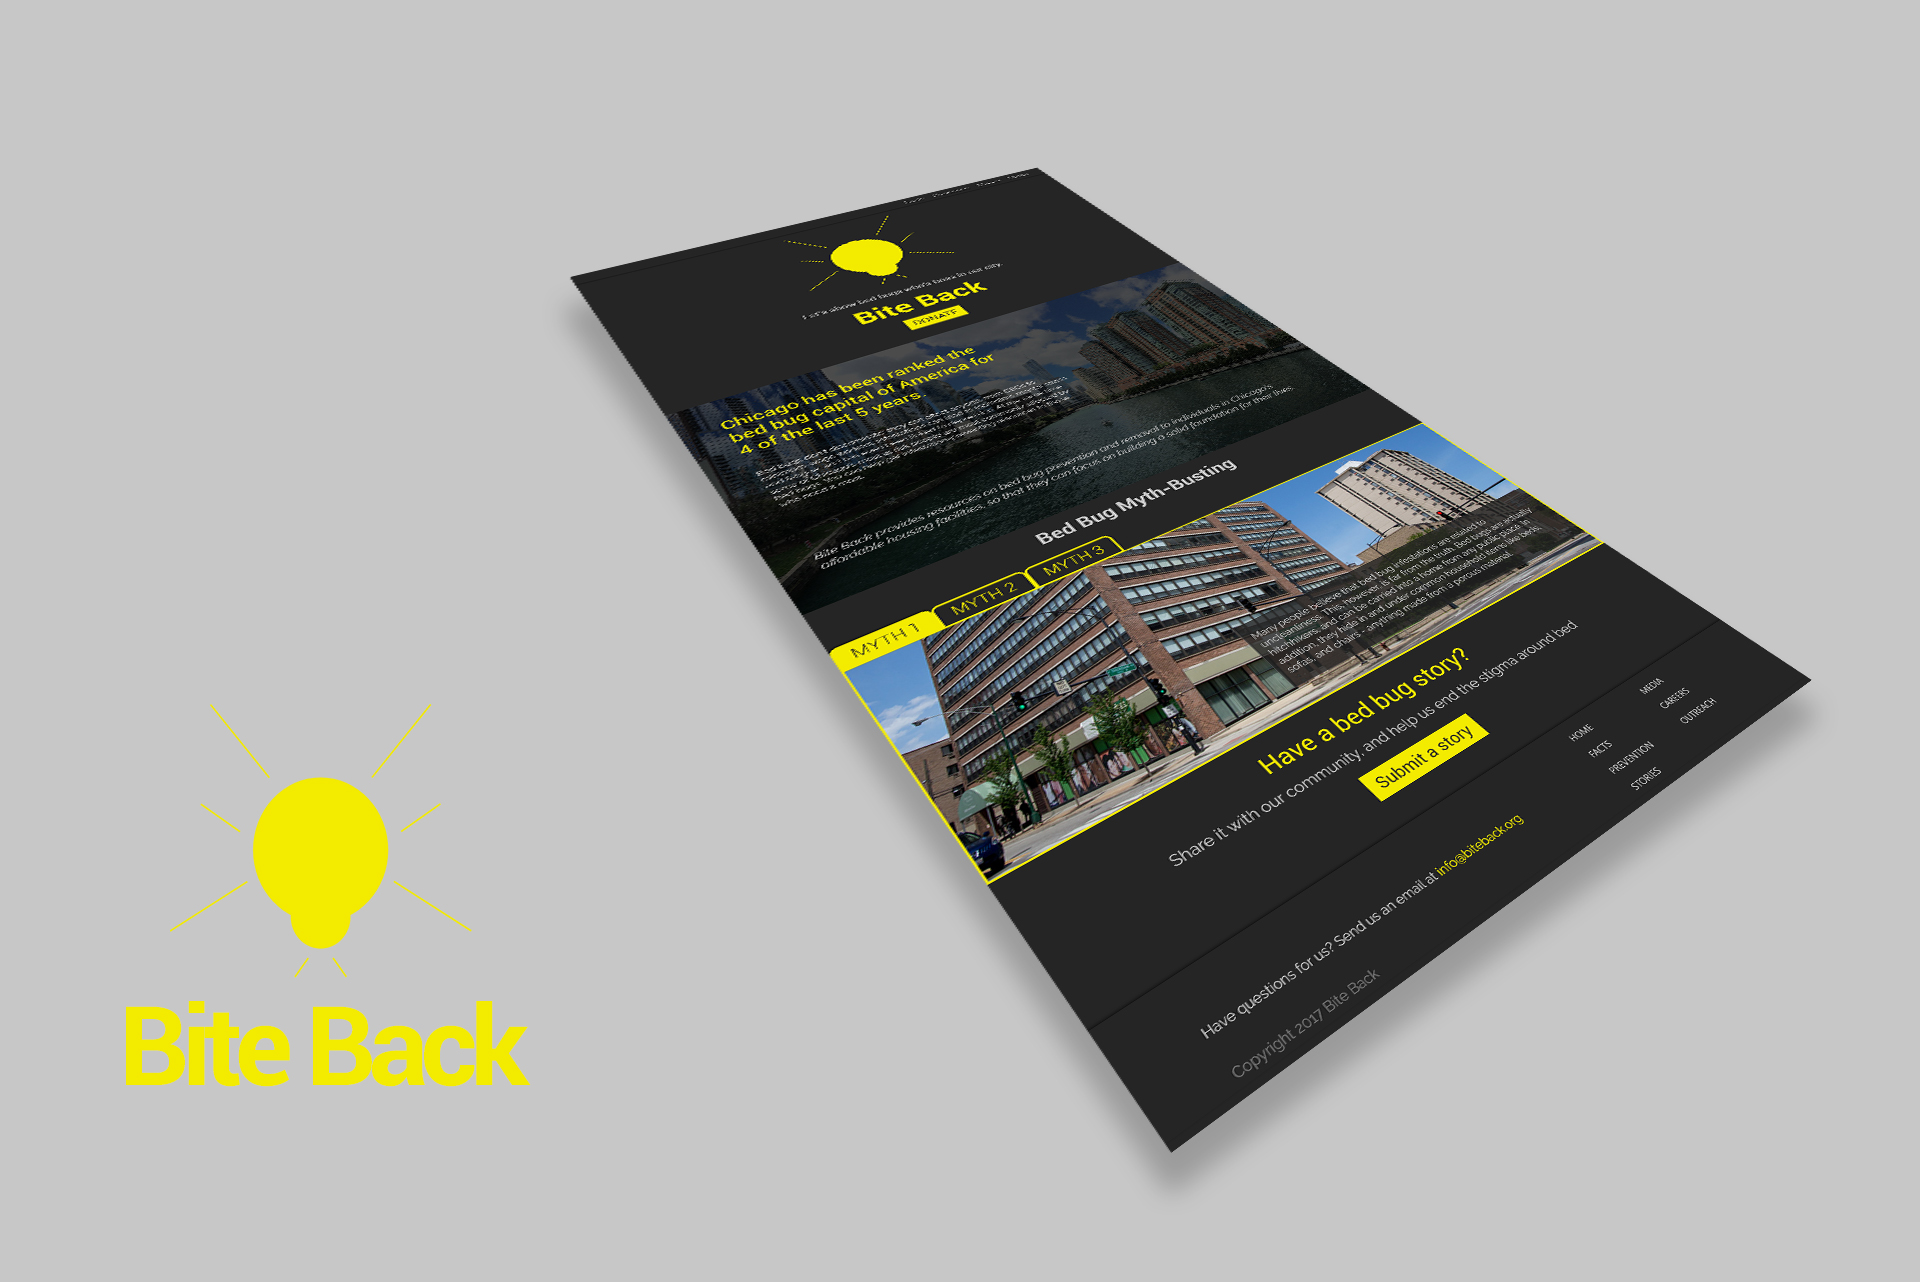 Let's show bed bugs who's boss in our city.
Bite Back
DONATE
Chicago has been ranked the
bed bug capital of America for
4 of the last 5 years.
Bite Back provides resources on bed bug prevention and removal to individuals in Chicago's
affordable housing facilities, so that they can focus on building a solid foundation for their lives.
Bed Bug Myth-Busting
MYTH 1
MYTH 2
MYTH 3
Many people believe that bed bug infestations are related to
uncleanliness. This, however, is far from the truth. Bed bugs are actually
hitchhikers, and can be carried into a home from any public place. In
addition, they hide in and under common household items like beds,
sofas, and chairs - anything made from a porous material.
Have a bed bug story?
Share it with our community, and help us end the stigma around bed
Submit a story
HOME
FACTS
PREVENTION
STORIES
MEDIA
CAREERS
OUTREACH
Have questions for us? Send us an email at info@biteback.org
Copyright 2017 Bite Back
Bite Back